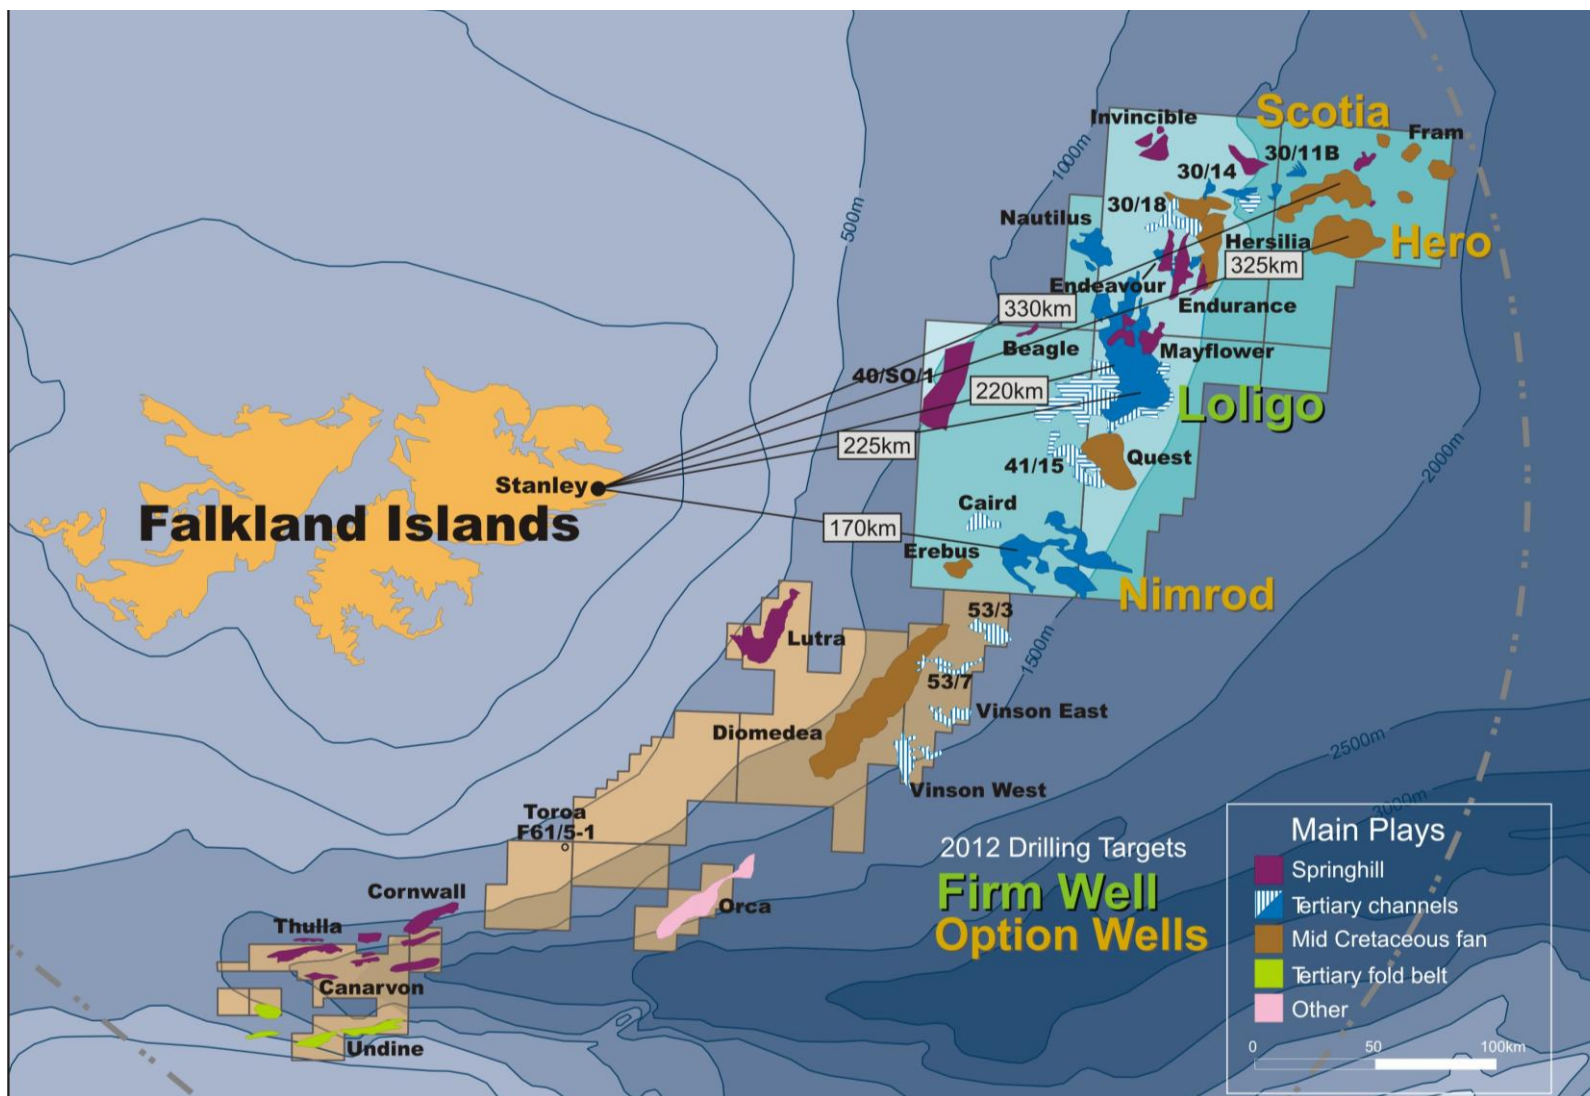 Scotia
Invincible
Fram
30/11B
1000m
30/14
30/18
500m
Nautilus
Hersilia
Hero
325km
Endeavour
330km
Endurance
Beagle
Mayflower
40/SO/1
220km
Loligo
225km
Quest
41/15
2000m
Stanley
Caird
Falkland Islands
170km
Erebus
Nimrod
53/3
Lutra
1500m
53/7
Vinson East
Diomedea
2500m
Vinson West
3000m
Toroa
F61/5-1
2012 Drilling Targets
Firm Well
Option Wells
Orca
Cornwall
Thulla
Canarvon
Undine
Main Plays
Springhill
Tertiary channels
Mid Cretaceous fan
Tertiary fold belt
Other
0 50 100km